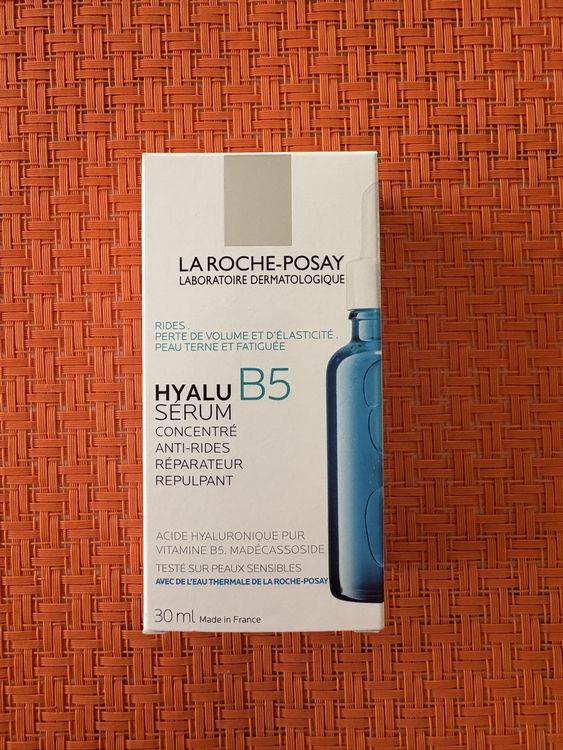 LA ROCHE-POSAY
LABORATOIRE DERMATOLOGIQUE
RIDES .
PERTE DE VOLUME ET D'ÉLASTICITÉ .
PEAU TERNE ET FATIGUÉE
HYALU B5
SÉRUM
CONCENTRÉ
ANTI-RIDES
RÉPARATEUR
REPULPANT
ACIDE HYALURONIQUE PUR
VITAMINE B5. MADÉCASSOSIDE
TESTÉ SUR PEAUX SENSIBLES
AVEC DE L'EAU THERMALE DE LA ROCHE-POSAY
30 ml Made in France